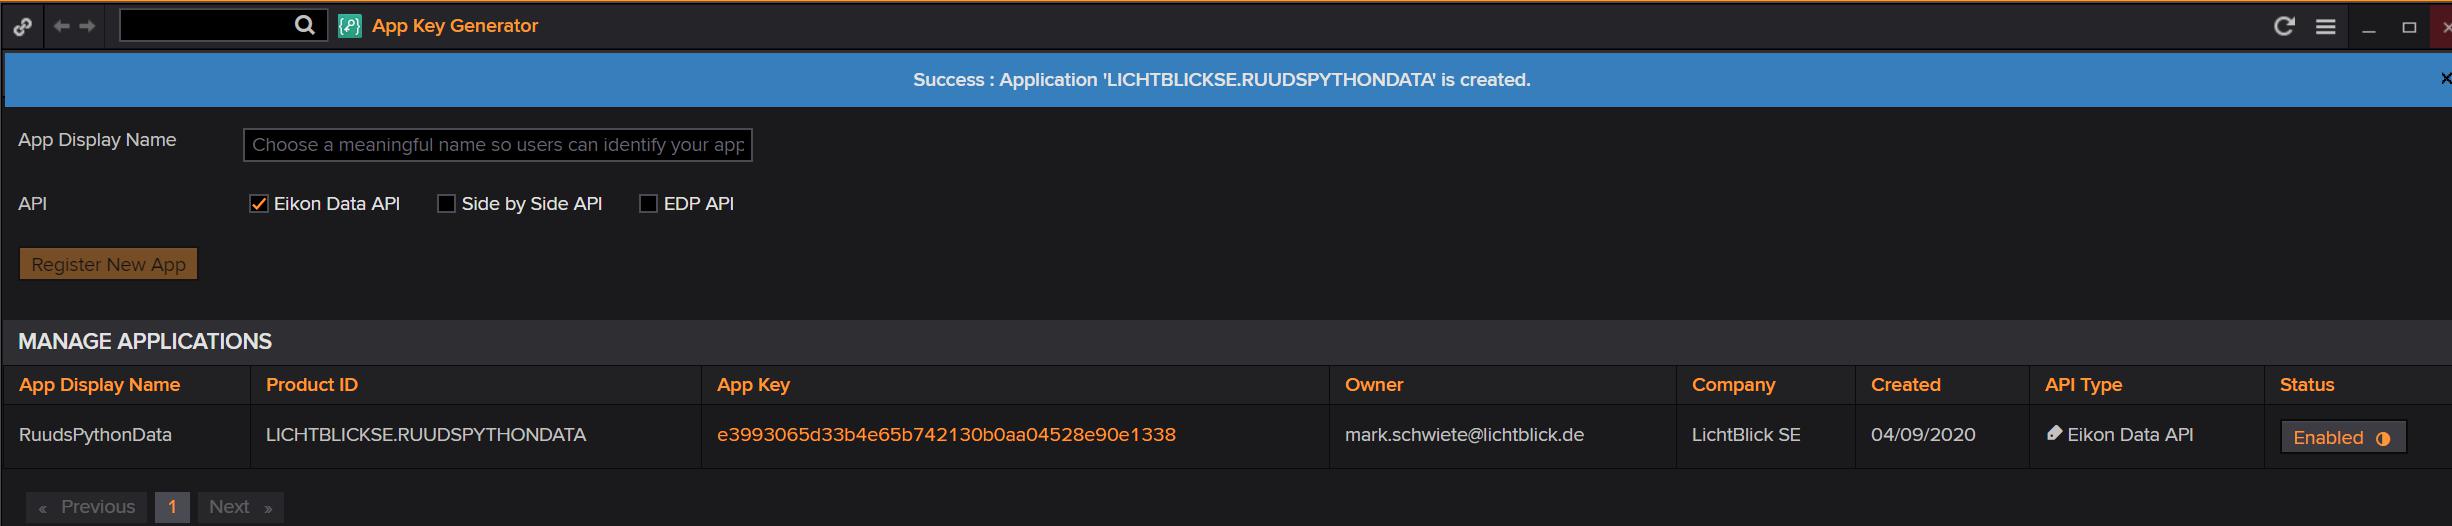 App Key Generator
Success : Application 'LICHTBLICKSE.RUUDSPYTHONDATA' is created.
App Display Name
Choose a meaningful name so users can identify your app
API Eikon Data API Side by Side API EDP API
Register New App
MANAGE APPLICATIONS
App Display Name Product ID App Key Owner Company Created API Type Status
RuudsPythonData LICHTBLICKSE.RUUDSPYTHONDATA e3993065d33b4e65b742130b0aa04528e90e1338 mark.schwiete@lichtblick.de LichtBlick SE 04/09/2020 Eikon Data API Enabled
« Previous 1 Next »